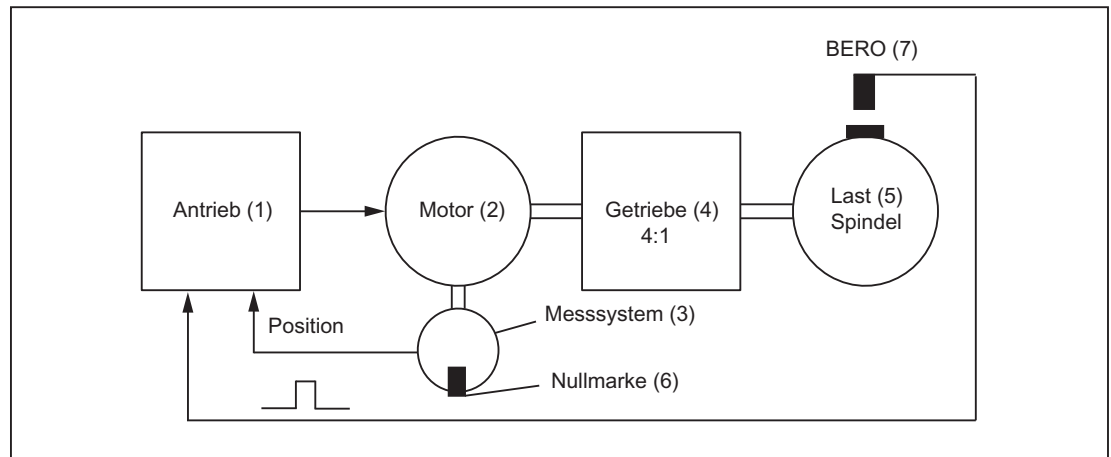 BERO (7)
Antrieb (1)
Motor (2)
Getriebe (4)
4:1
Last (5)
Spindel
Messsystem (3)
Position
Nullmarke (6)